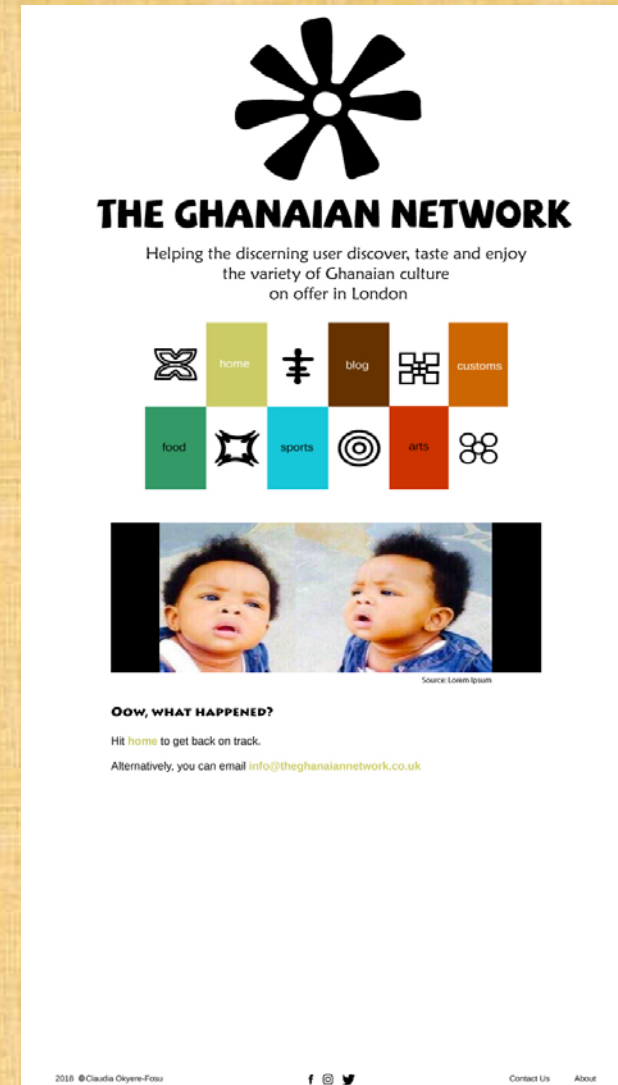 THE GHANAIAN NETWORK
Helping the discerning user discover, taste and enjoy
the variety of Ghanaian culture
on offer in London
home blog customs
food sports arts
Source: Lorem Ipsum
Oow, what happened?
Hit home to get back on track.
Alternatively, you can email info@theghanaiannetwork.co.uk
2018 ©Claudia Okyere-Fosu Contact Us About